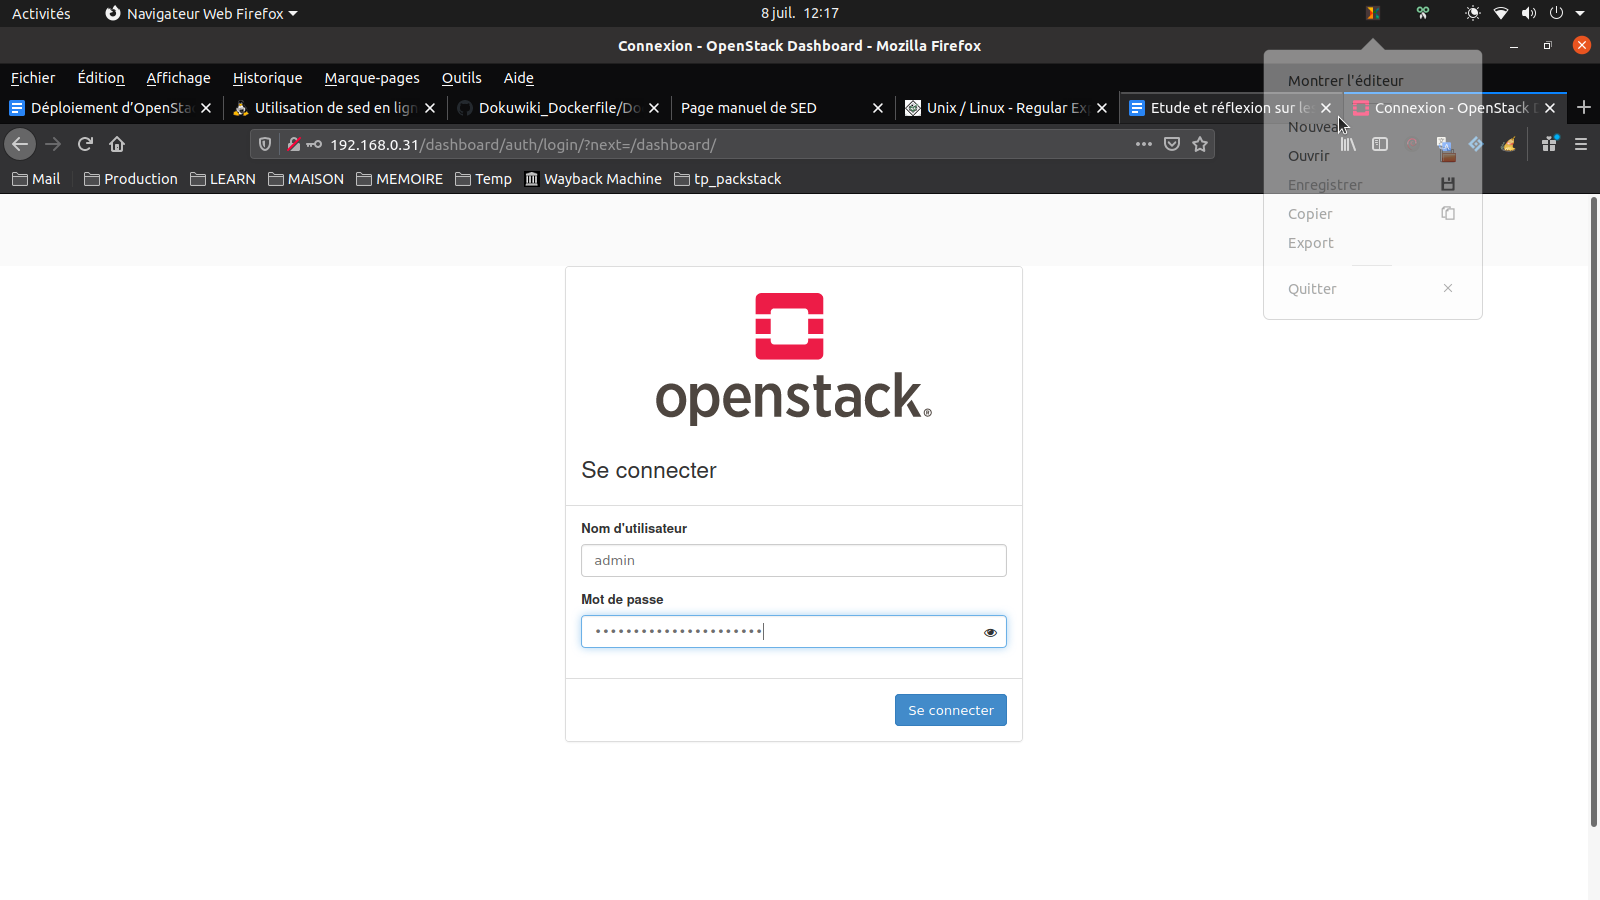 Activités Navigateur Web Firefox 8 juil. 12:17
Connexion - OpenStack Dashboard - Mozilla Firefox
Fichier Édition Affichage Historique Marque-pages Outils Aide
Déploiement d'OpenSta Utilisation de sed en lign Dokuwiki_Dockerfile/Do Page manuel de SED Unix / Linux - Regular Ex Etude et réflexion sur les Connexion - OpenStack D
192.168.0.31/dashboard/auth/login/?next=/dashboard/
Mail Production LEARN MAISON MEMOIRE Temp Wayback Machine tp_packstack
Montrer l'éditeur
Nouveau
Ouvrir
Enregistrer
Copier
Export
Quitter
openstack®
Se connecter
Nom d'utilisateur
admin
Mot de passe
••••••••••••••••••••••
Se connecter